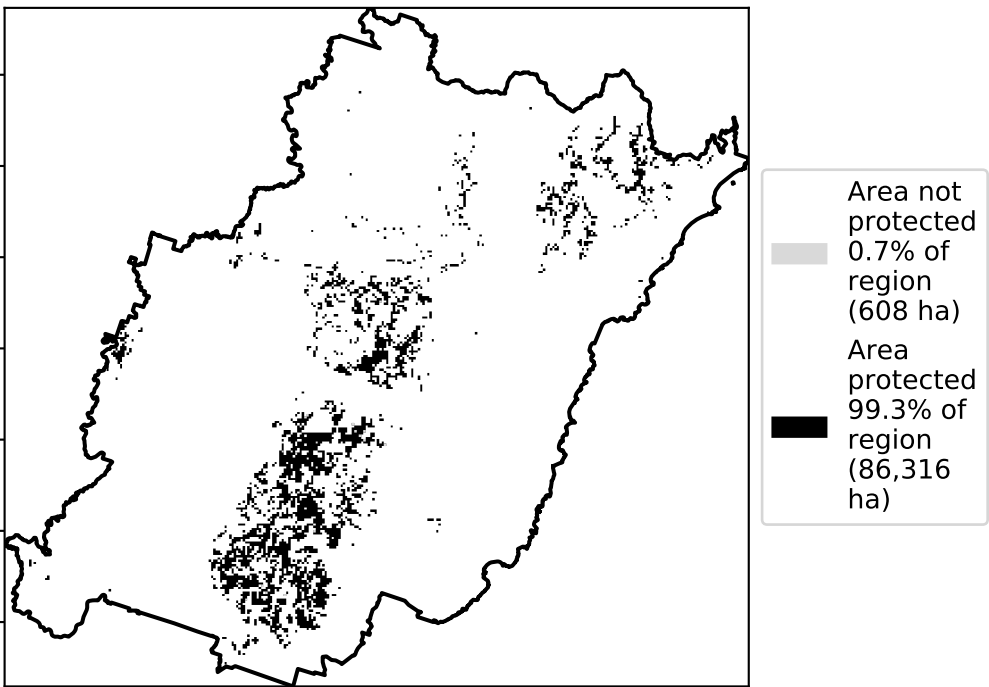 Area not
protected
0.7% of
region
(608 ha)
Area
protected
99.3% of
region
(86,316
ha)